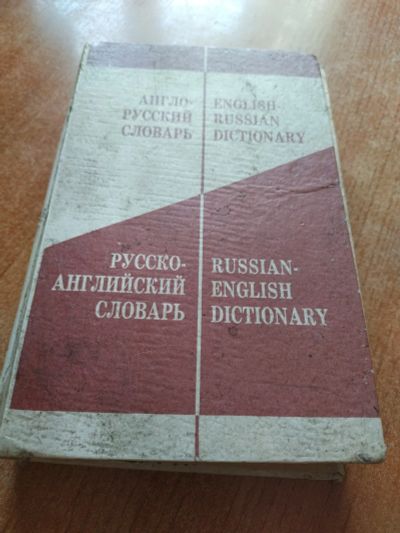 АНГЛО-
РУССКИЙ
СЛОВАРЬ
ENGLISH-
RUSSIAN
DICTIONARY
РУССКО-
АНГЛИЙСКИЙ
СЛОВАРЬ
RUSSIAN-
ENGLISH
DICTIONARY